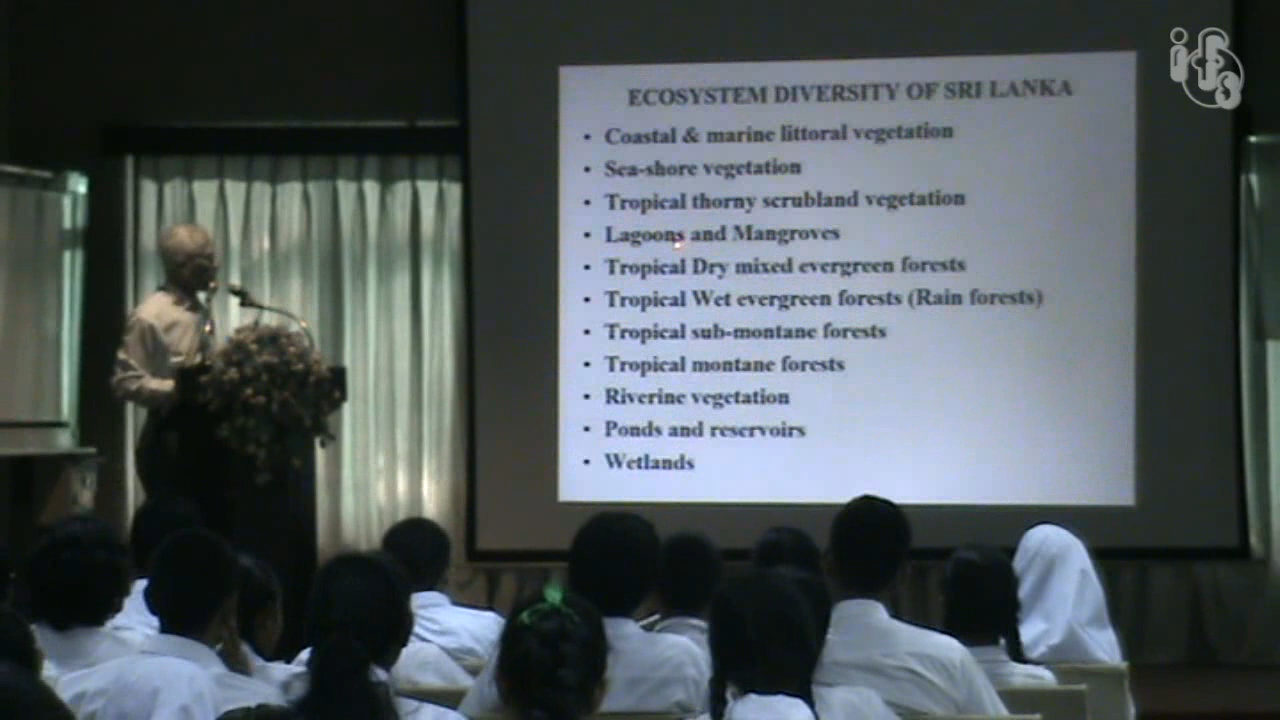 ECOSYSTEM DIVERSITY OF SRI LANKA
• Coastal & marine littoral vegetation
• Sea-shore vegetation
• Tropical thorny scrubland vegetation
• Lagoons and Mangroves
• Tropical Dry mixed evergreen forests
• Tropical Wet evergreen forests (Rain forests)
• Tropical sub-montane forests
• Tropical montane forests
• Riverine vegetation
• Ponds and reservoirs
• Wetlands